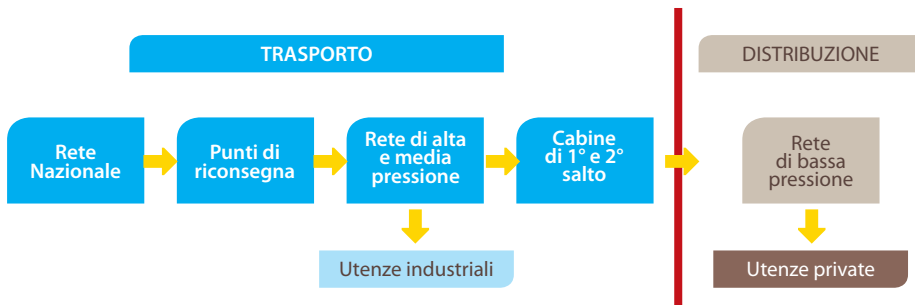 TRASPORTO
DISTRIBUZIONE
Rete
Nazionale
Punti di
riconsegna
Rete di alta
e media
pressione
Cabine
di 1° e 2°
salto
Rete
di bassa
pressione
Utenze industriali
Utenze private